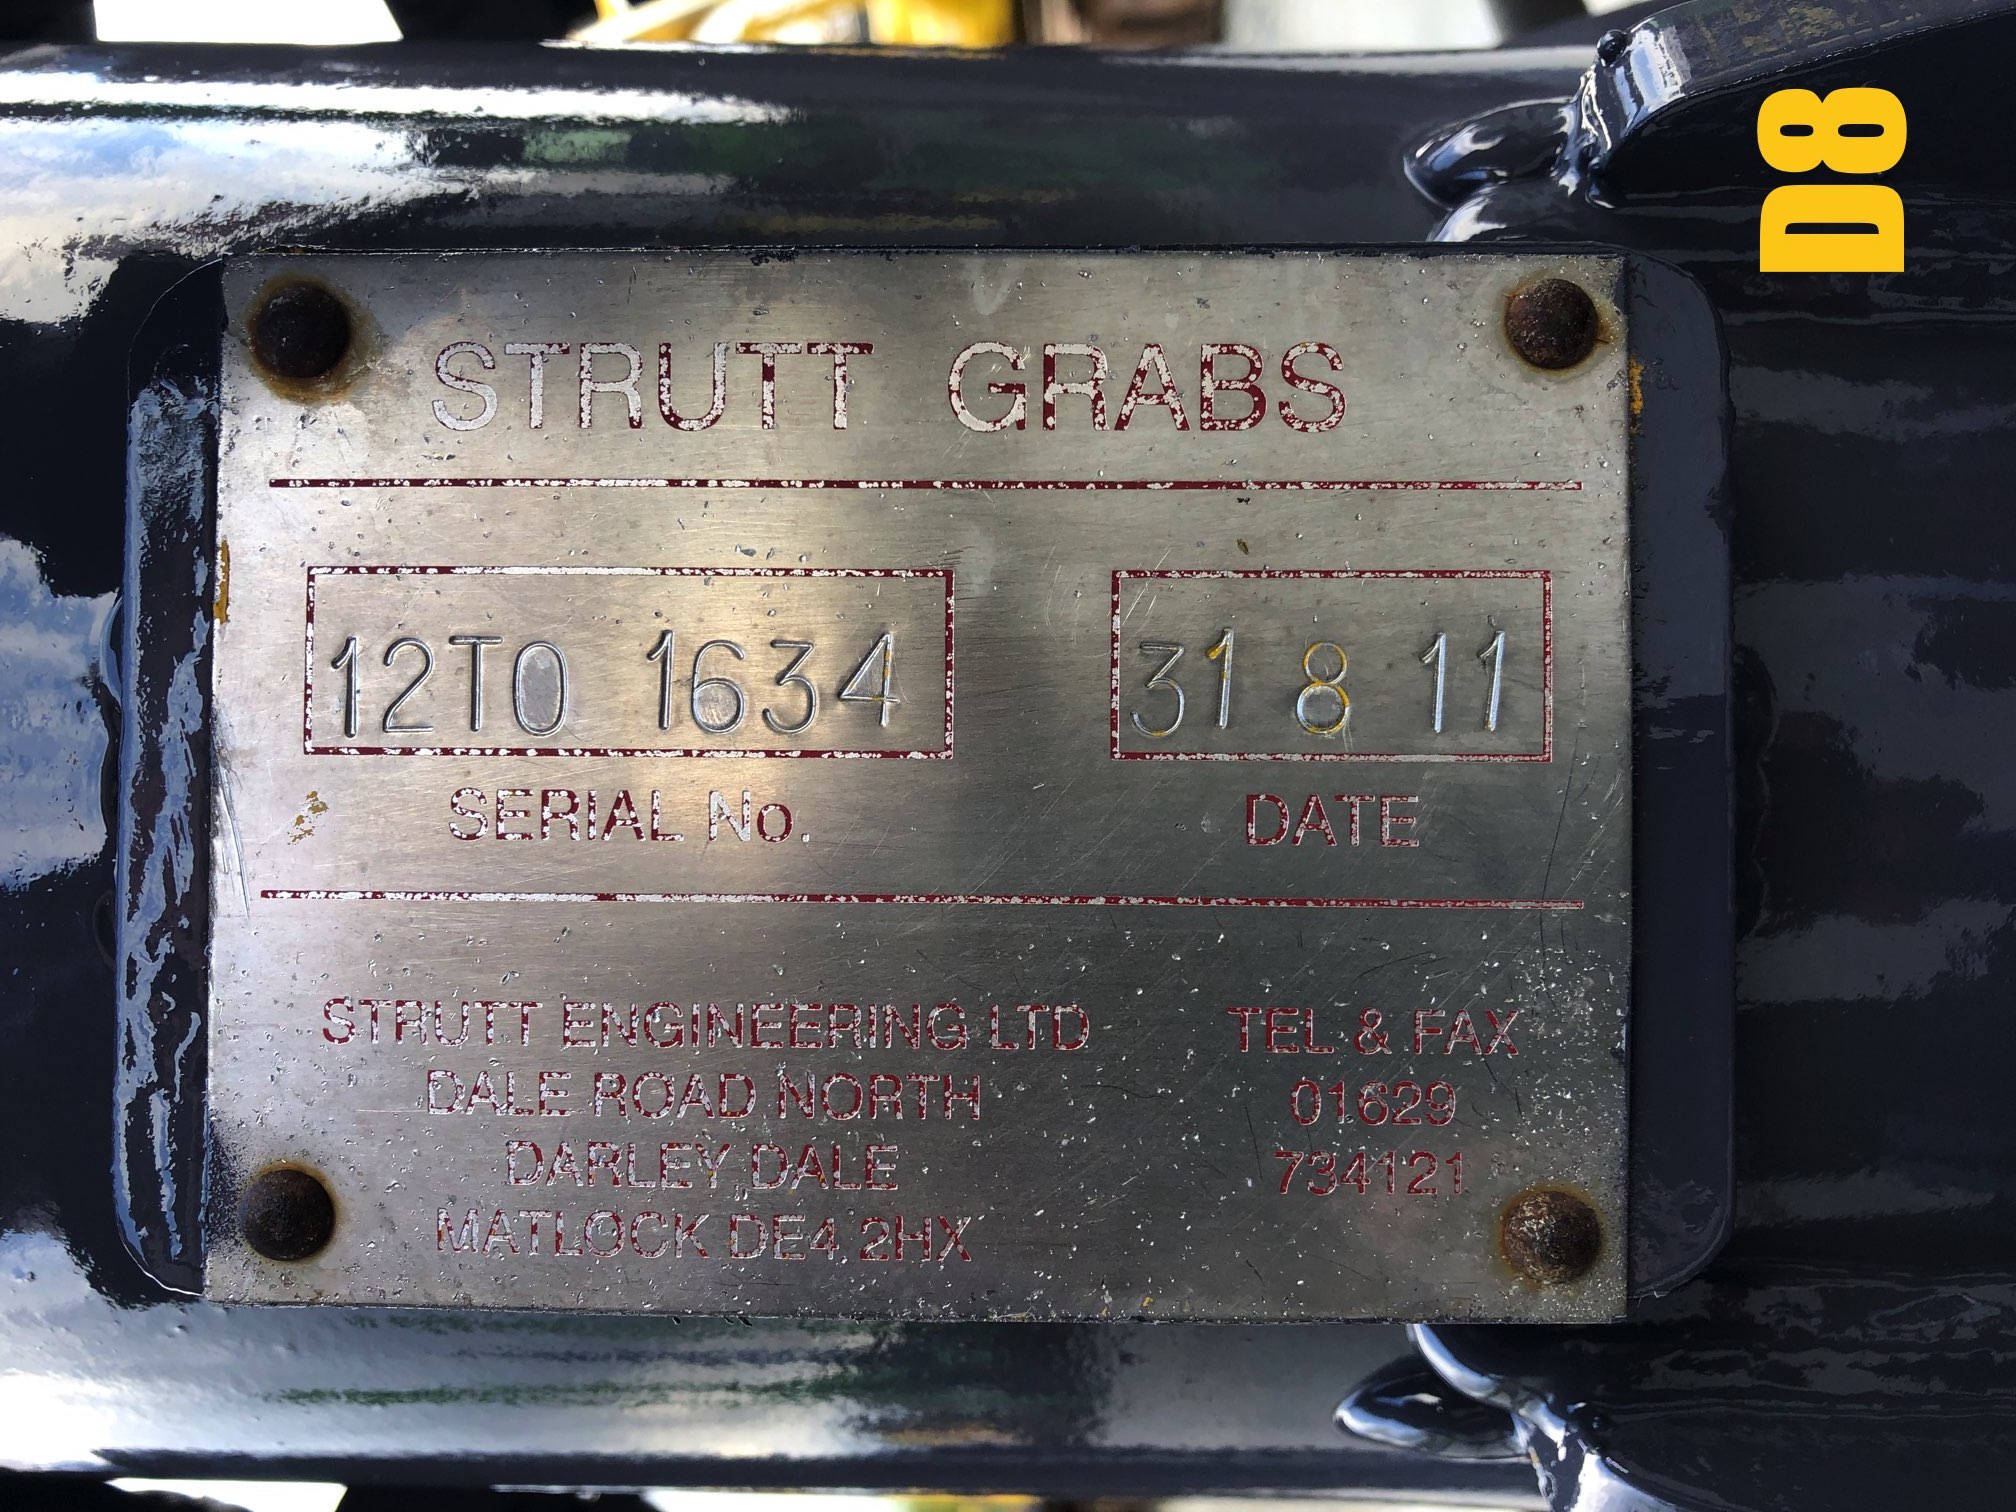 D8
STRUTT GRABS
12TO 1634 31 8 11
SERIAL No. DATE
STRUTT ENGINEERING LTD TEL & FAX
DALE ROAD NORTH 01629
DARLEY DALE 734121
MATLOCK DE4 2HX